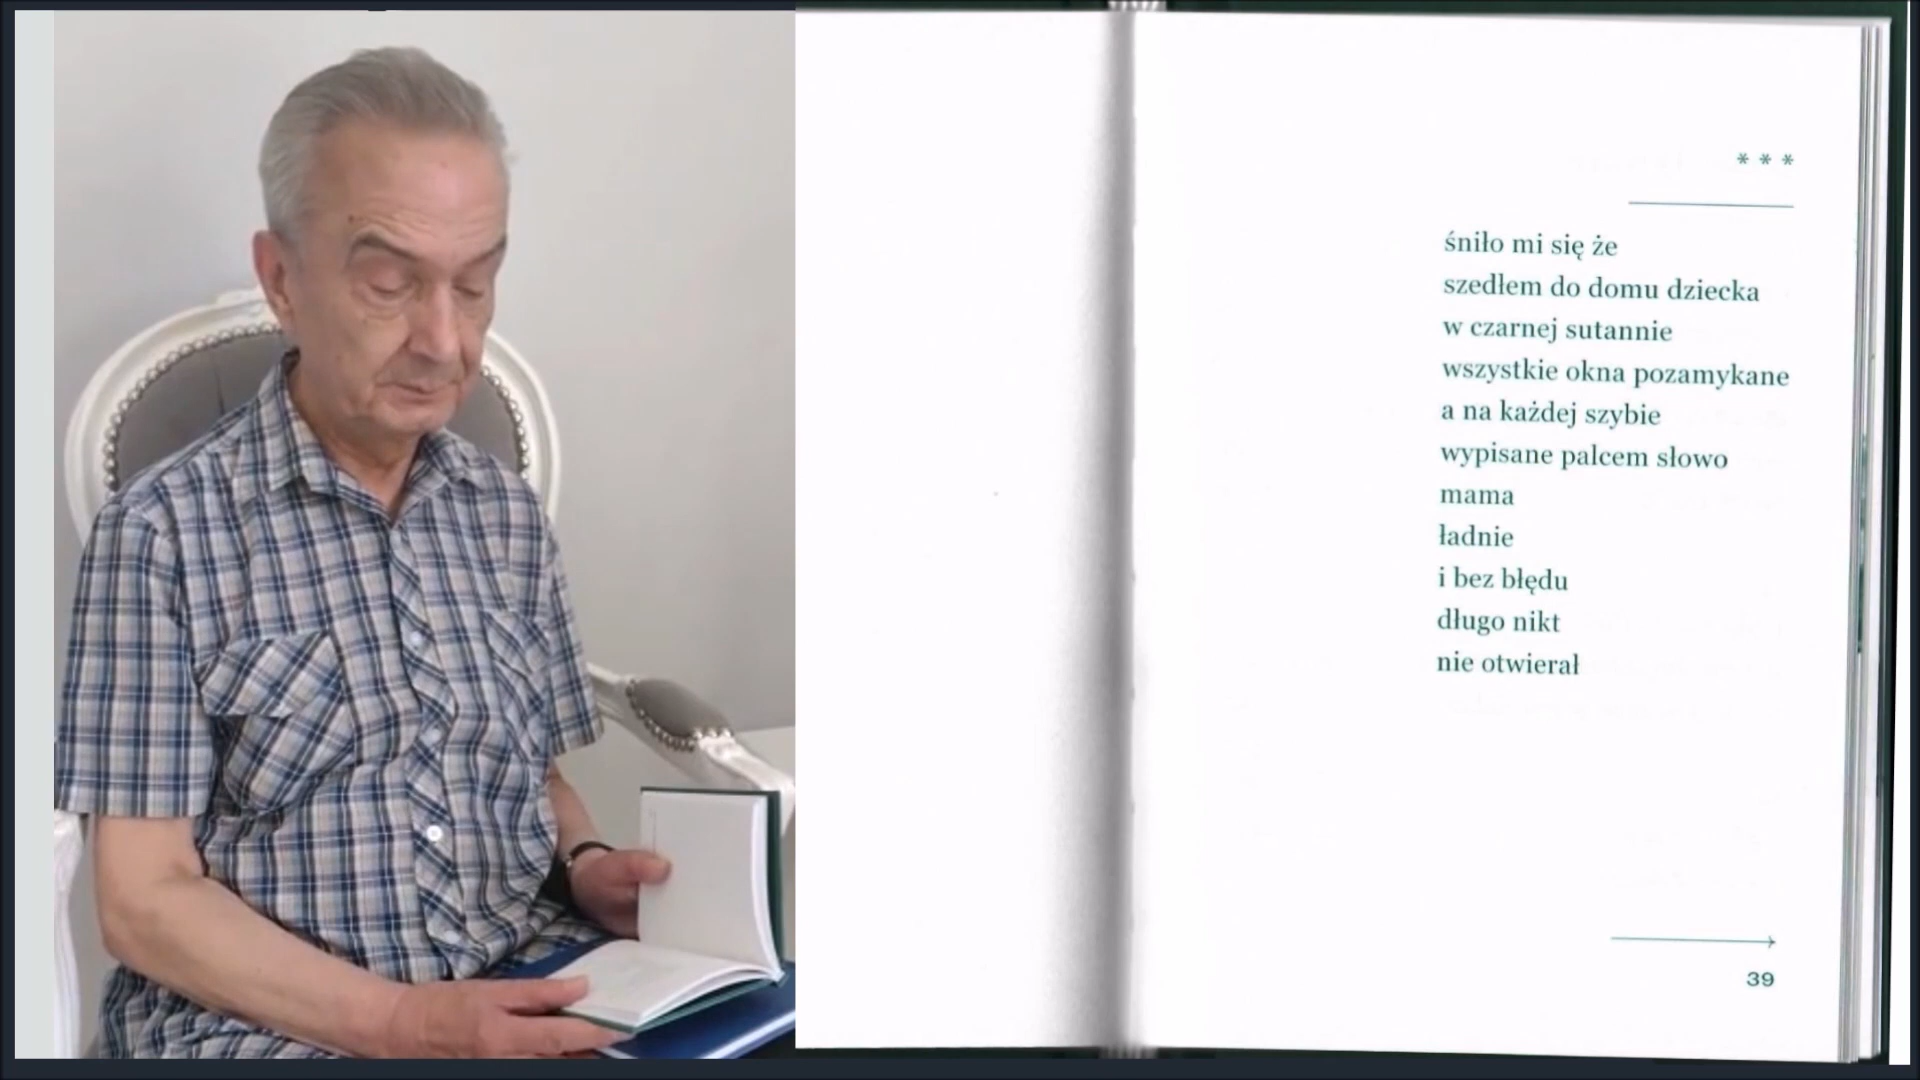 * * *
śniło mi się że
szedłem do domu dziecka
w czarnej sutannie
wszystkie okna pozamykane
a na każdej szybie
wypisane palcem słowo
mama
ładnie
i bez błędu
długo nikt
nie otwierał
39